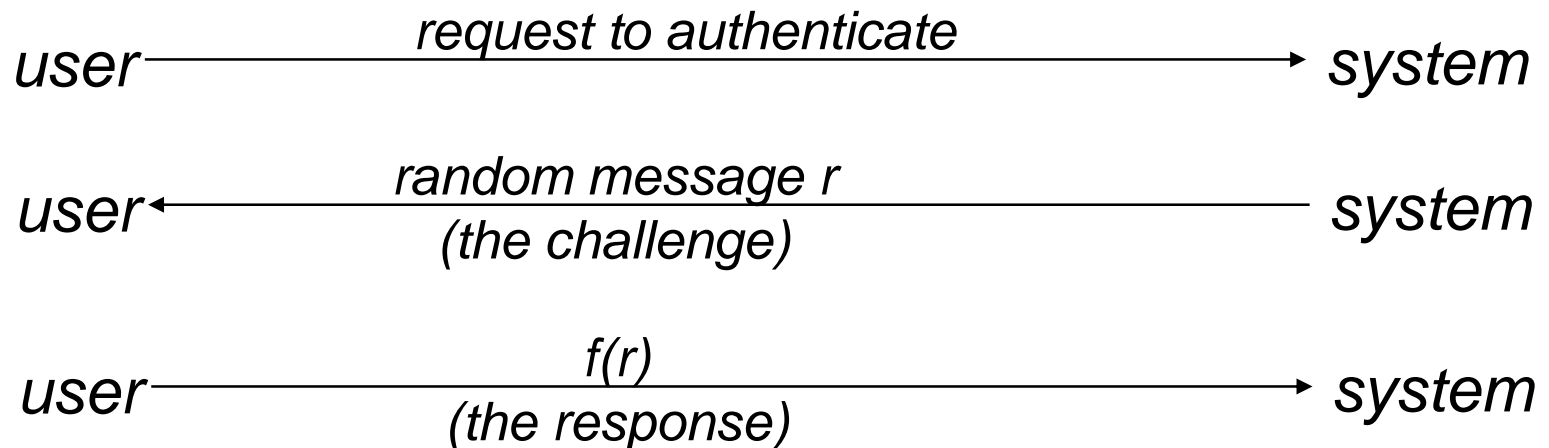 request to authenticate
user system
random message r
user system
(the challenge)
f(r)
user system
(the response)